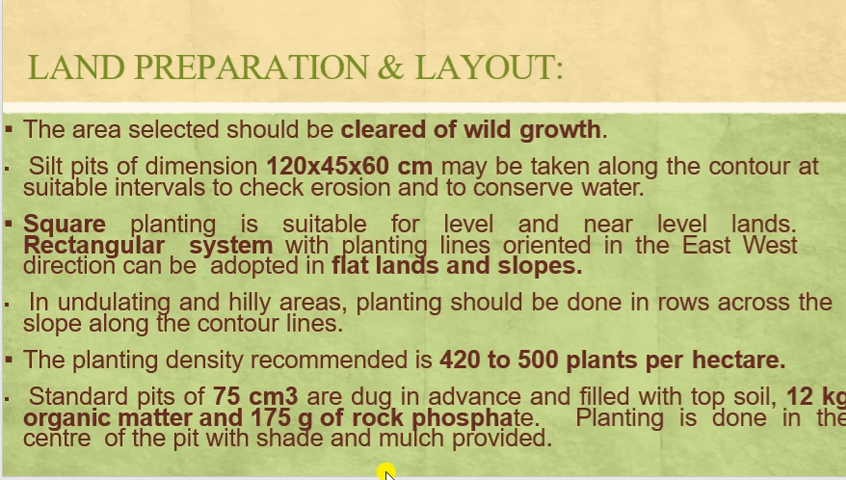 LAND PREPARATION & LAYOUT:
▪ The area selected should be cleared of wild growth.
▪ Silt pits of dimension 120x45x60 cm may be taken along the contour at
suitable intervals to check erosion and to conserve water.
▪ Square planting is suitable for level and near level lands.
Rectangular system with planting lines oriented in the East West
direction can be adopted in flat lands and slopes.
▪ In undulating and hilly areas, planting should be done in rows across the
slope along the contour lines.
▪ The planting density recommended is 420 to 500 plants per hectare.
▪ Standard pits of 75 cm3 are dug in advance and filled with top soil, 12 kg
organic matter and 175 g of rock phosphate. Planting is done in the
centre of the pit with shade and mulch provided.